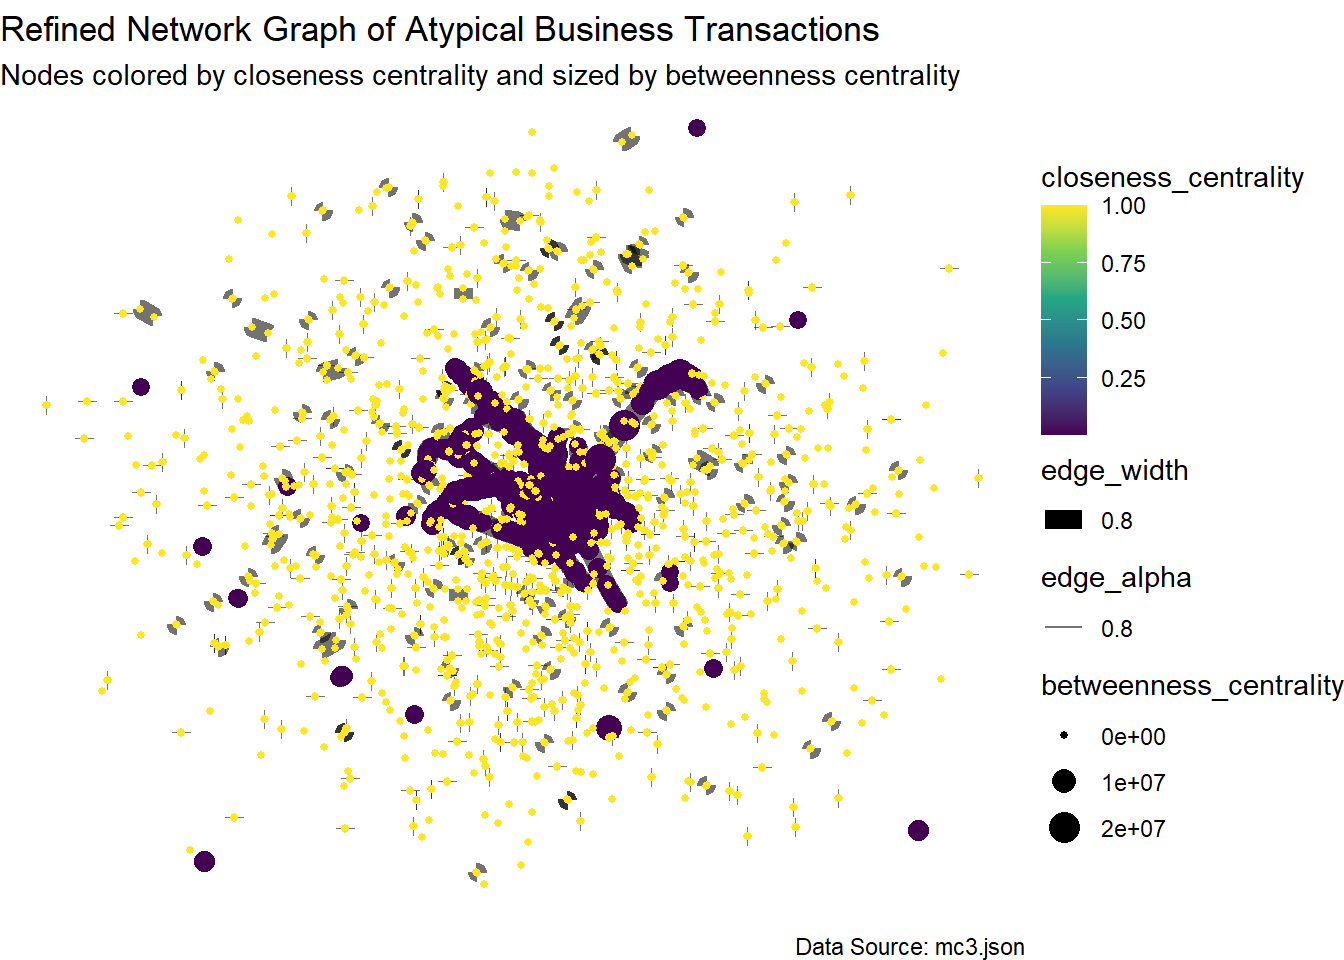 Refined Network Graph of Atypical Business Transactions
Nodes colored by closeness centrality and sized by betweenness centrality
closeness_centrality
1.00
0.75
0.50
0.25
edge_width
0.8
edge_alpha
0.8
betweenness_centrality
0e+00
1e+07
2e+07
Data Source: mc3.json